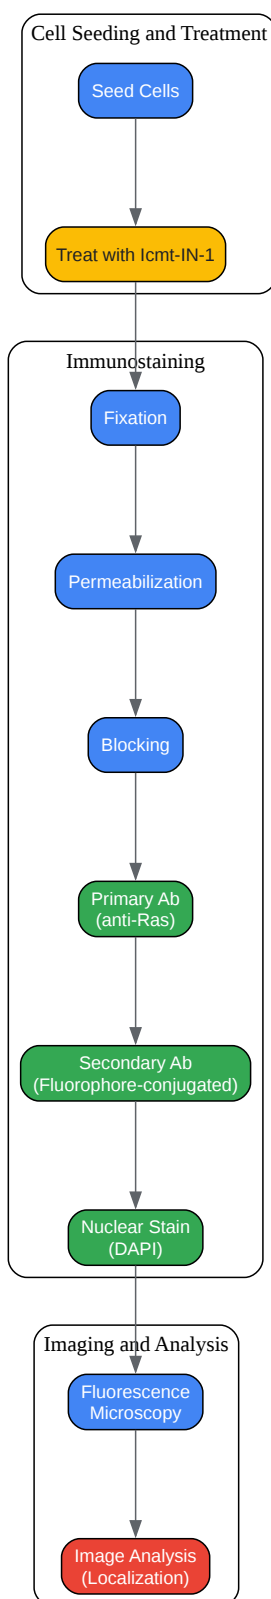 Cell Seeding and Treatment
Seed Cells
Treat with Icmt-IN-1
Immunostaining
Fixation
Permeabilization
Blocking
Primary Ab
(anti-Ras)
Secondary Ab
(Fluorophore-conjugated)
Nuclear Stain
(DAPI)
Imaging and Analysis
Fluorescence
Microscopy
Image Analysis
(Localization)